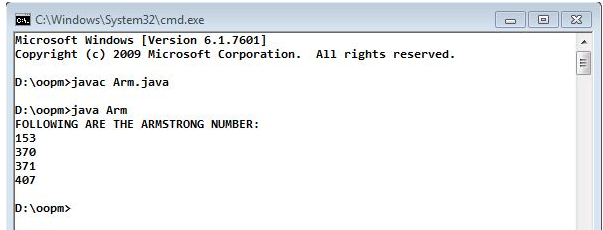 C:\Windows\System32\cmd.exe
Microsoft Windows [Version 6.1.7601]
Copyright (c) 2009 Microsoft Corporation.  All rights reserved.
D:\oopm>javac Arm.java
D:\oopm>java Arm
FOLLOWING ARE THE ARMSTRONG NUMBER:
153
370
371
407
D:\oopm>